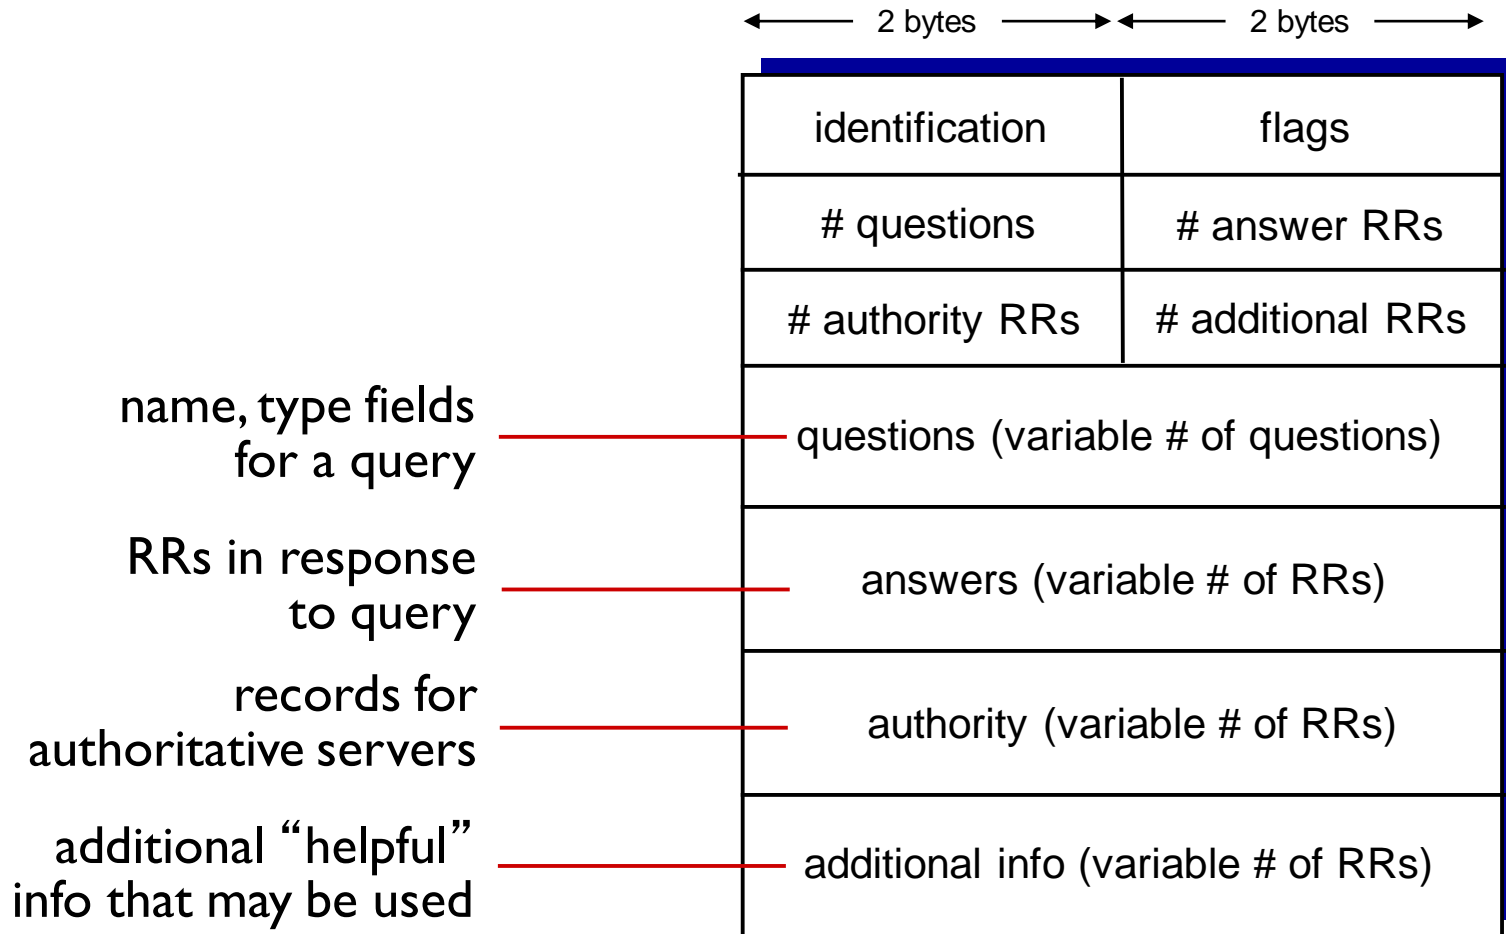 2 bytes 2 bytes
identification flags
# questions # answer RRs
# authority RRs # additional RRs
name, type fields
for a query
questions (variable # of questions)
RRs in response
to query
answers (variable # of RRs)
records for
authoritative servers
authority (variable # of RRs)
additional “helpful”
info that may be used
additional info (variable # of RRs)